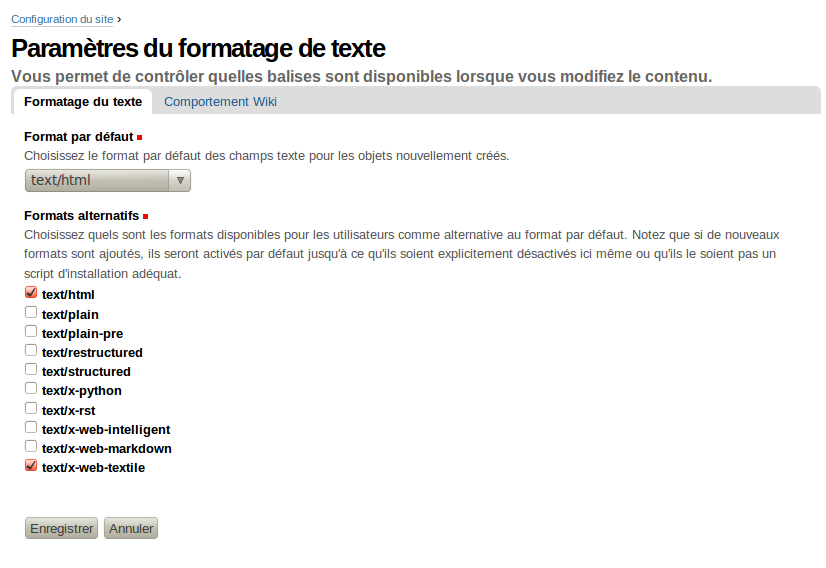 Configuration du site ›
Paramètres du formatage de texte
Vous permet de contrôler quelles balises sont disponibles lorsque vous modifiez le contenu.
Formatage du texte Comportement Wiki
Format par défaut
Choisissez le format par défaut des champs texte pour les objets nouvellement créés.
text/html
Formats alternatifs
Choisissez quels sont les formats disponibles pour les utilisateurs comme alternative au format par défaut. Notez que si de nouveaux
formats sont ajoutés, ils seront activés par défaut jusqu'à ce qu'ils soient explicitement désactivés ici même ou qu'ils le soient pas un
script d'installation adéquat.
text/html
text/plain
text/plain-pre
text/restructured
text/structured
text/x-python
text/x-rst
text/x-web-intelligent
text/x-web-markdown
text/x-web-textile
Enregistrer Annuler